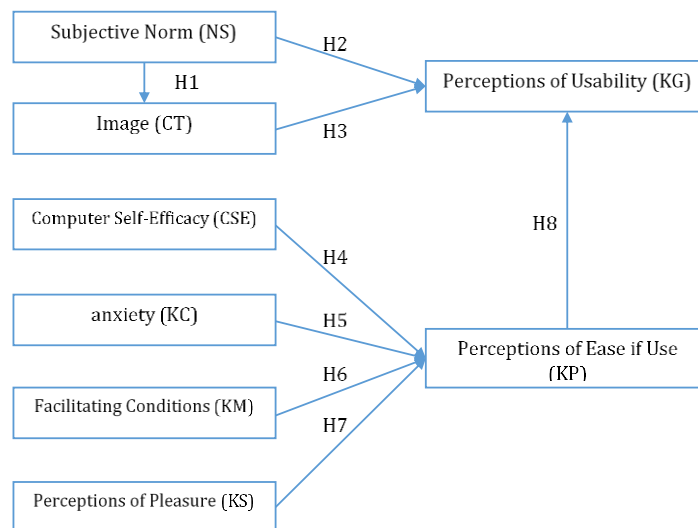 Subjective Norm (NS)
H2
Perceptions of Usability (KG)
H1
Image (CT)
H3
Computer Self-Efficacy (CSE)
H8
H4
anxiety (KC)
H5
Perceptions of Ease if Use
(KP)
H6
Facilitating Conditions (KM)
H7
Perceptions of Pleasure (KS)